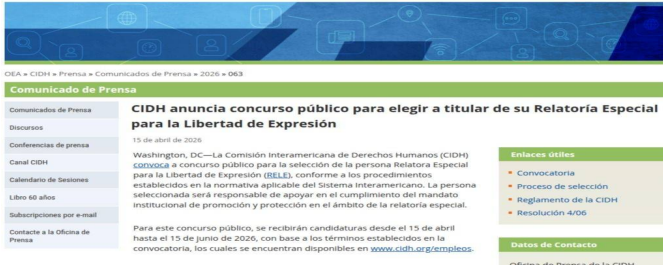 OEA » CIDH » Prensa » Comunicados de Prensa » 2026 » 063
Comunicado de Prensa
Comunicados de Prensa
Discursos
Conferencias de prensa
Canal CIDH
Calendario de Sesiones
Libro 60 años
Subscripciones por e-mail
Contacte a la Oficina de
Prensa
CIDH anuncia concurso público para elegir a titular de su Relatoría Especial
para la Libertad de Expresión
15 de abril de 2026
Washington, DC—La Comisión Interamericana de Derechos Humanos (CIDH)
convoca a concurso público para la selección de la persona Relatora Especial
para la Libertad de Expresión (RELE), conforme a los procedimientos
establecidos en la normativa aplicable del Sistema Interamericano. La persona
seleccionada será responsable de apoyar en el cumplimiento del mandato
institucional de promoción y protección en el ámbito de la relatoría especial.
Para este concurso público, se recibirán candidaturas desde el 15 de abril
hasta el 15 de junio de 2026, con base a los términos establecidos en la
convocatoria, los cuales se encuentran disponibles en www.cidh.org/empleos.
Enlaces útiles
Convocatoria
Proceso de selección
Reglamento de la CIDH
Resolución 4/06
Datos de Contacto
Oficina de Prensa de la CIDH